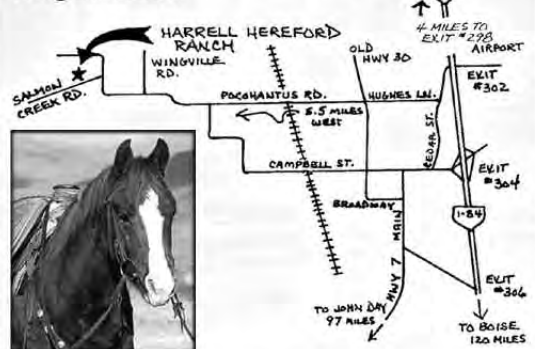 4 MILES TO
EXIT #298
HARRELL HEREFORD
RANCH
AIRPORT
WINGVILLE
RD.
OLD
HWY 30
EXIT
#302
SALMON
CREEK RD.
POCOHANTUS RD.
HUGHES LN.
5.5 MILES
WEST
CEDAR ST.
CAMPBELL ST.
EXIT
#304
BROADWAY
MAIN
I-84
HWY 7
EXIT
#306
TO JOHN DAY
97 MILES
TO BOISE
120 MILES